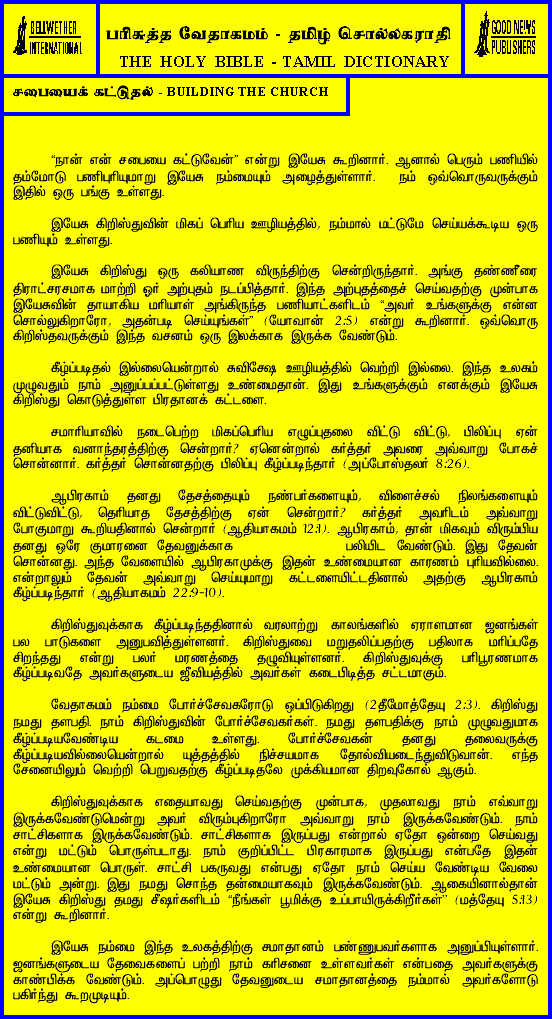 BELLWETHER
INTERNATIONAL
பரிசுத்த வேதாகமம் - தமிழ் சொல்லகராதி
THE HOLY BIBLE - TAMIL DICTIONARY
GOOD NEWS
PUBLISHERS
சபையைக் கட்டுதல் - BUILDING THE CHURCH
“நான் என் சபையை கட்டுவேன்” என்று இயேசு கூறினார். ஆனால் பெரும் பணியில்
தம்மோடு பணிபுரியுமாறு இயேசு நம்மையும் அழைத்துள்ளார். நம் ஒவ்வொருவருக்கும்
இதில் ஒரு பங்கு உள்ளது.
இயேசு கிறிஸ்துவின் மிகப் பெரிய ஊழியத்தில், நம்மால் மட்டுமே செய்யக்கூடிய ஒரு
பணியும் உள்ளது.
இயேசு கிறிஸ்து ஒரு கலியாண விருந்திற்கு சென்றிருந்தார். அங்கு தண்ணீரை
திராட்சரசமாக மாற்றி ஓர் அற்புதம் நடப்பித்தார். இந்த அற்புதத்தைச் செய்வதற்கு முன்பாக
இயேசுவின் தாயாகிய மரியாள் அங்கிருந்த பணியாட்களிடம் “அவர் உங்களுக்கு என்ன
சொல்லுகிறாரோ, அதன்படி செய்யுங்கள்” (யோவான் 2:5) என்று கூறினார். ஒவ்வொரு
கிறிஸ்தவருக்கும் இந்த வசனம் ஒரு இலக்காக இருக்க வேண்டும்.
கீழ்ப்படிதல் இல்லையென்றால் சுவிசேஷ ஊழியத்தில் வெற்றி இல்லை. இந்த உலகம்
முழுவதும் நாம் அனுப்பப்பட்டுள்ளது உண்மைதான். இது உங்களுக்கும் எனக்கும் இயேசு
கிறிஸ்து கொடுத்துள்ள பிரதானக் கட்டளை.
சமாரியாவில் நடைபெற்ற மிகப்பெரிய எழுப்புதலை விட்டு விட்டு, பிலிப்பு ஏன்
தனியாக வனாந்தரத்திற்கு சென்றார்? ஏனென்றால் கர்த்தர் அவரை அவ்வாறு போகச்
சொன்னார். கர்த்தர் சொன்னதற்கு பிலிப்பு கீழ்ப்படிந்தார் (அப்போஸ்தலர் 8:26).
ஆபிரகாம் தனது தேசத்தையும் நண்பர்களையும், விளைச்சல் நிலங்களையும்
விட்டுவிட்டு, தெரியாத தேசத்திற்கு ஏன் சென்றார்? கர்த்தர் அவரிடம் அவ்வாறு
போகுமாறு கூறியதினால் சென்றார் (ஆதியாகமம் 12:1). ஆபிரகாம், தான் மிகவும் விரும்பிய
தனது ஒரே குமாரனை தேவனுக்காக பலியிட வேண்டும். இது தேவன்
சொன்னது. அந்த வேளையில் ஆபிரகாமுக்கு இதன் உண்மையான காரணம் புரியவில்லை.
என்றாலும் தேவன் அவ்வாறு செய்யுமாறு கட்டளையிட்டதினால் அதற்கு ஆபிரகாம்
கீழ்ப்படிந்தார் (ஆதியாகமம் 22:9-10).
கிறிஸ்துவுக்காக கீழ்ப்படிந்ததினால் வரலாற்று காலங்களில் ஏராளமான ஜனங்கள்
பல பாடுகளை அனுபவித்துள்ளனர். கிறிஸ்துவை மறுதலிப்பதற்கு பதிலாக மரிப்பதே
சிறந்தது என்று பலர் மரணத்தை தழுவியுள்ளனர். கிறிஸ்துவுக்கு பரிபூரணமாக
கீழ்ப்படிவதே அவர்களுடைய ஜீவியத்தில் அவர்கள் கடைபிடித்த சட்டமாகும்.
வேதாகமம் நம்மை போர்ச்சேவகரோடு ஒப்பிடுகிறது (2தீமோத்தேயு 2:3). கிறிஸ்து
நமது தளபதி. நாம் கிறிஸ்துவின் போர்ச்சேவகர்கள். நமது தளபதிக்கு நாம் முழுவதுமாக
கீழ்ப்படியவேண்டிய கடமை உள்ளது. போர்ச்சேவகன் தனது தலைவருக்கு
கீழ்ப்படியவில்லையென்றால் யுத்தத்தில் நிச்சயமாக தோல்வியடைந்துவிடுவான். எந்த
சேனையிலும் வெற்றி பெறுவதற்கு கீழ்ப்படிதலே முக்கியமான திறவுகோல் ஆகும்.
கிறிஸ்துவுக்காக எதையாவது செய்வதற்கு முன்பாக, முதலாவது நாம் எவ்வாறு
இருக்கவேண்டுமென்று அவர் விரும்புகிறாரோ அவ்வாறு நாம் இருக்கவேண்டும். நாம்
சாட்சிகளாக இருக்கவேண்டும். சாட்சிகளாக இருப்பது என்றால் ஏதோ ஒன்றை செய்வது
என்று மட்டும் பொருள்படாது. நாம் குறிப்பிட்ட பிரகாரமாக இருப்பது என்பதே இதன்
உண்மையான பொருள். சாட்சி பகருவது என்பது ஏதோ நாம் செய்ய வேண்டிய வேலை
மட்டும் அன்று. இது நமது சொந்த தன்மையாகவும் இருக்கவேண்டும். ஆகையினால்தான்
இயேசு கிறிஸ்து தமது சீஷர்களிடம் “நீங்கள் பூமிக்கு உப்பாயிருக்கிறீர்கள்” (மத்தேயு 5:13)
என்று கூறினார்.
இயேசு நம்மை இந்த உலகத்திற்கு சமாதானம் பண்ணுபவர்களாக அனுப்பியுள்ளார்.
ஜனங்களுடைய தேவைகளைப் பற்றி நாம் கரிசனை உள்ளவர்கள் என்பதை அவர்களுக்கு
காண்பிக்க வேண்டும். அப்பொழுது தேவனுடைய சமாதானத்தை நம்மால் அவர்களோடு
பகிர்ந்து கூறமுடியும்.